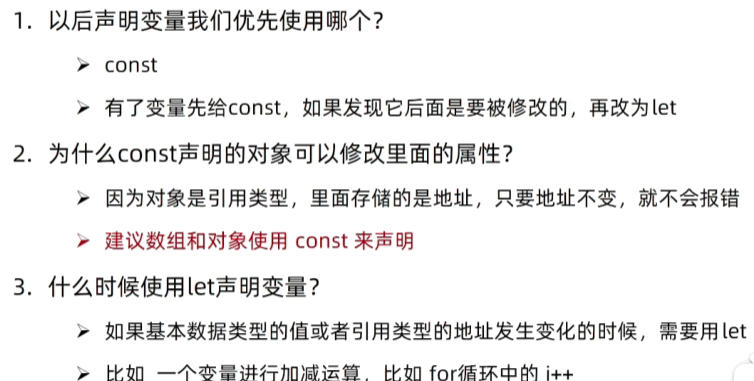 1. 以后声明变量我们优先使用哪个?
➢ const
➢ 有了变量先给const，如果发现它后面是要被修改的，再改为let
2. 为什么const声明的对象可以修改里面的属性?
➢ 因为对象是引用类型，里面存储的是地址，只要地址不变，就不会报错
➢ 建议数组和对象使用 const 来声明
3. 什么时候使用let声明变量?
➢ 如果基本数据类型的值或者引用类型的地址发生变化的时候，需要用let
➢ 比如 一个变量进行加减运算，比如 for循环中的 i++